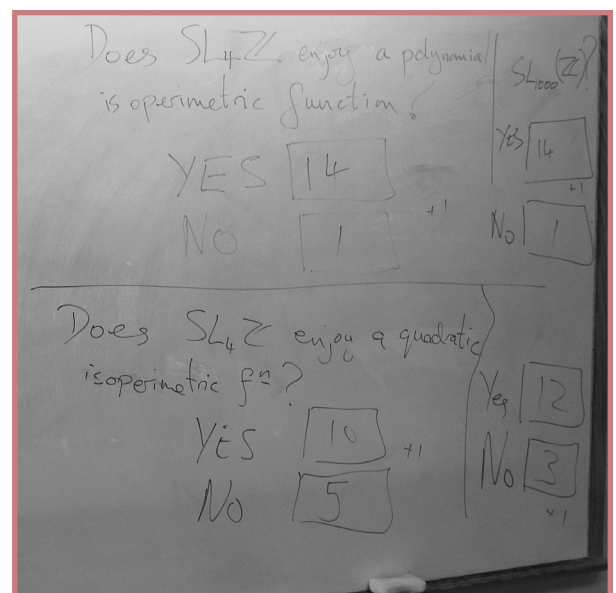 Does SL₄ℤ enjoy a polynomial
isoperimetric function?
YES 14
NO 1
+1
SL₁₀₀₀(ℤ)?
YES 14
+1
No 1
Does SL₄ℤ enjoy a quadratic
isoperimetric fⁿ?
YES 10 +1
No 5
Yes 12
No 3
+1